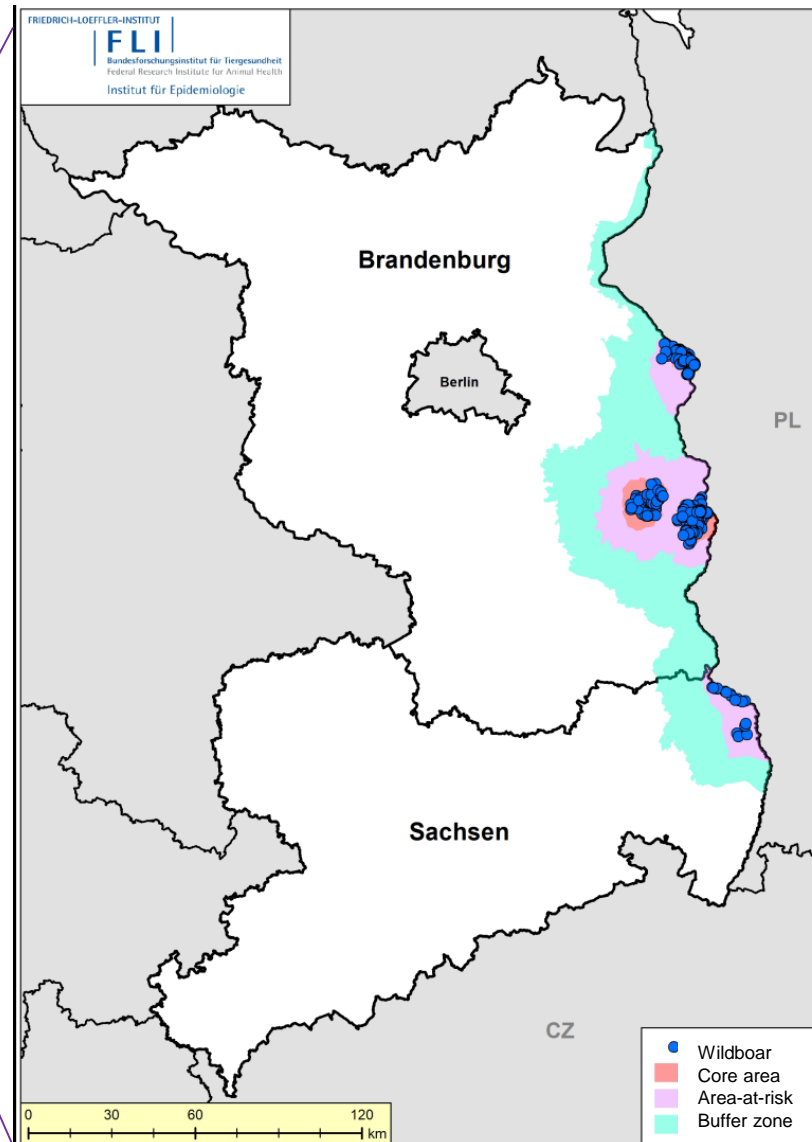 FRIEDRICH-LOEFFLER-INSTITUT
FLI
Bundesforschungsinstitut für Tiergesundheit
Federal Research Institute for Animal Health
Institut für Epidemiologie
Brandenburg
Berlin
PL
Sachsen
CZ
Wildboar
Core area
Area-at-risk
Buffer zone
0 30 60 120
km